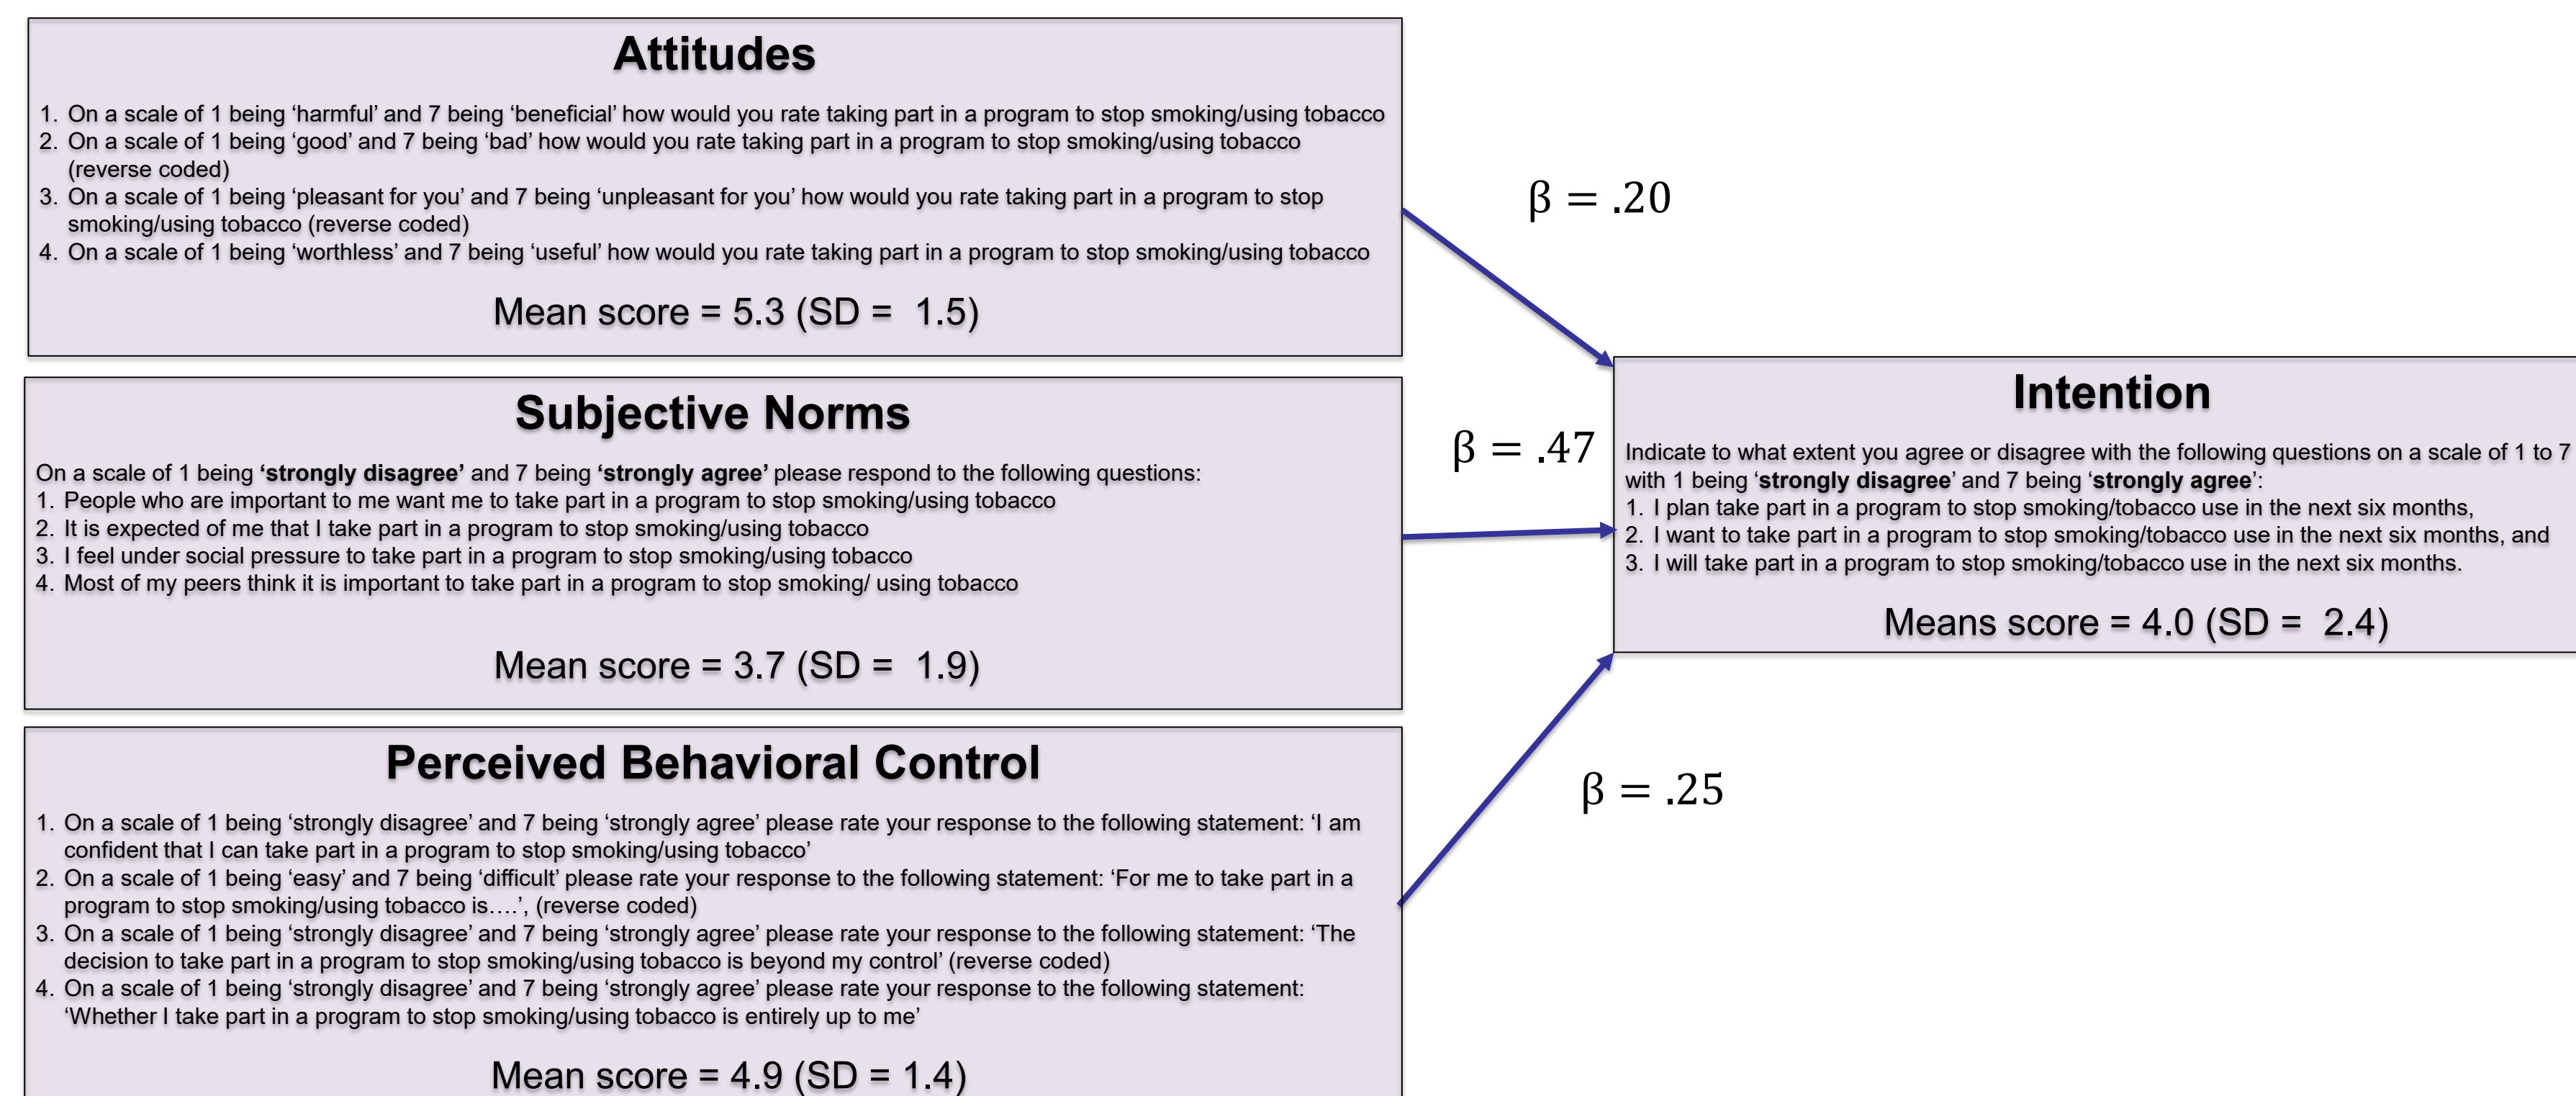 Attitudes
1. On a scale of 1 being ‘harmful’ and 7 being ‘beneficial’ how would you rate taking part in a program to stop smoking/using tobacco
2. On a scale of 1 being ‘good’ and 7 being ‘bad’ how would you rate taking part in a program to stop smoking/using tobacco
(reverse coded)
3. On a scale of 1 being ‘pleasant for you’ and 7 being ‘unpleasant for you’ how would you rate taking part in a program to stop
smoking/using tobacco (reverse coded)
4. On a scale of 1 being ‘worthless’ and 7 being ‘useful’ how would you rate taking part in a program to stop smoking/using tobacco
Mean score = 5.3 (SD = 1.5)
β = .20
Subjective Norms
On a scale of 1 being ‘strongly disagree’ and 7 being ‘strongly agree’ please respond to the following questions:
1. People who are important to me want me to take part in a program to stop smoking/using tobacco
2. It is expected of me that I take part in a program to stop smoking/using tobacco
3. I feel under social pressure to take part in a program to stop smoking/using tobacco
4. Most of my peers think it is important to take part in a program to stop smoking/ using tobacco
Mean score = 3.7 (SD = 1.9)
β = .47
Intention
Indicate to what extent you agree or disagree with the following questions on a scale of 1 to 7
with 1 being ‘strongly disagree’ and 7 being ‘strongly agree’:
1. I plan take part in a program to stop smoking/tobacco use in the next six months,
2. I want to take part in a program to stop smoking/tobacco use in the next six months, and
3. I will take part in a program to stop smoking/tobacco use in the next six months.
Means score = 4.0 (SD = 2.4)
Perceived Behavioral Control
1. On a scale of 1 being ‘strongly disagree’ and 7 being ‘strongly agree’ please rate your response to the following statement: ‘I am
confident that I can take part in a program to stop smoking/using tobacco’
2. On a scale of 1 being ‘easy’ and 7 being ‘difficult’ please rate your response to the following statement: ‘For me to take part in a
program to stop smoking/using tobacco is….’, (reverse coded)
3. On a scale of 1 being ‘strongly disagree’ and 7 being ‘strongly agree’ please rate your response to the following statement: ‘The
decision to take part in a program to stop smoking/using tobacco is beyond my control’ (reverse coded)
4. On a scale of 1 being ‘strongly disagree’ and 7 being ‘strongly agree’ please rate your response to the following statement:
‘Whether I take part in a program to stop smoking/using tobacco is entirely up to me’
Mean score = 4.9 (SD = 1.4)
β = .25